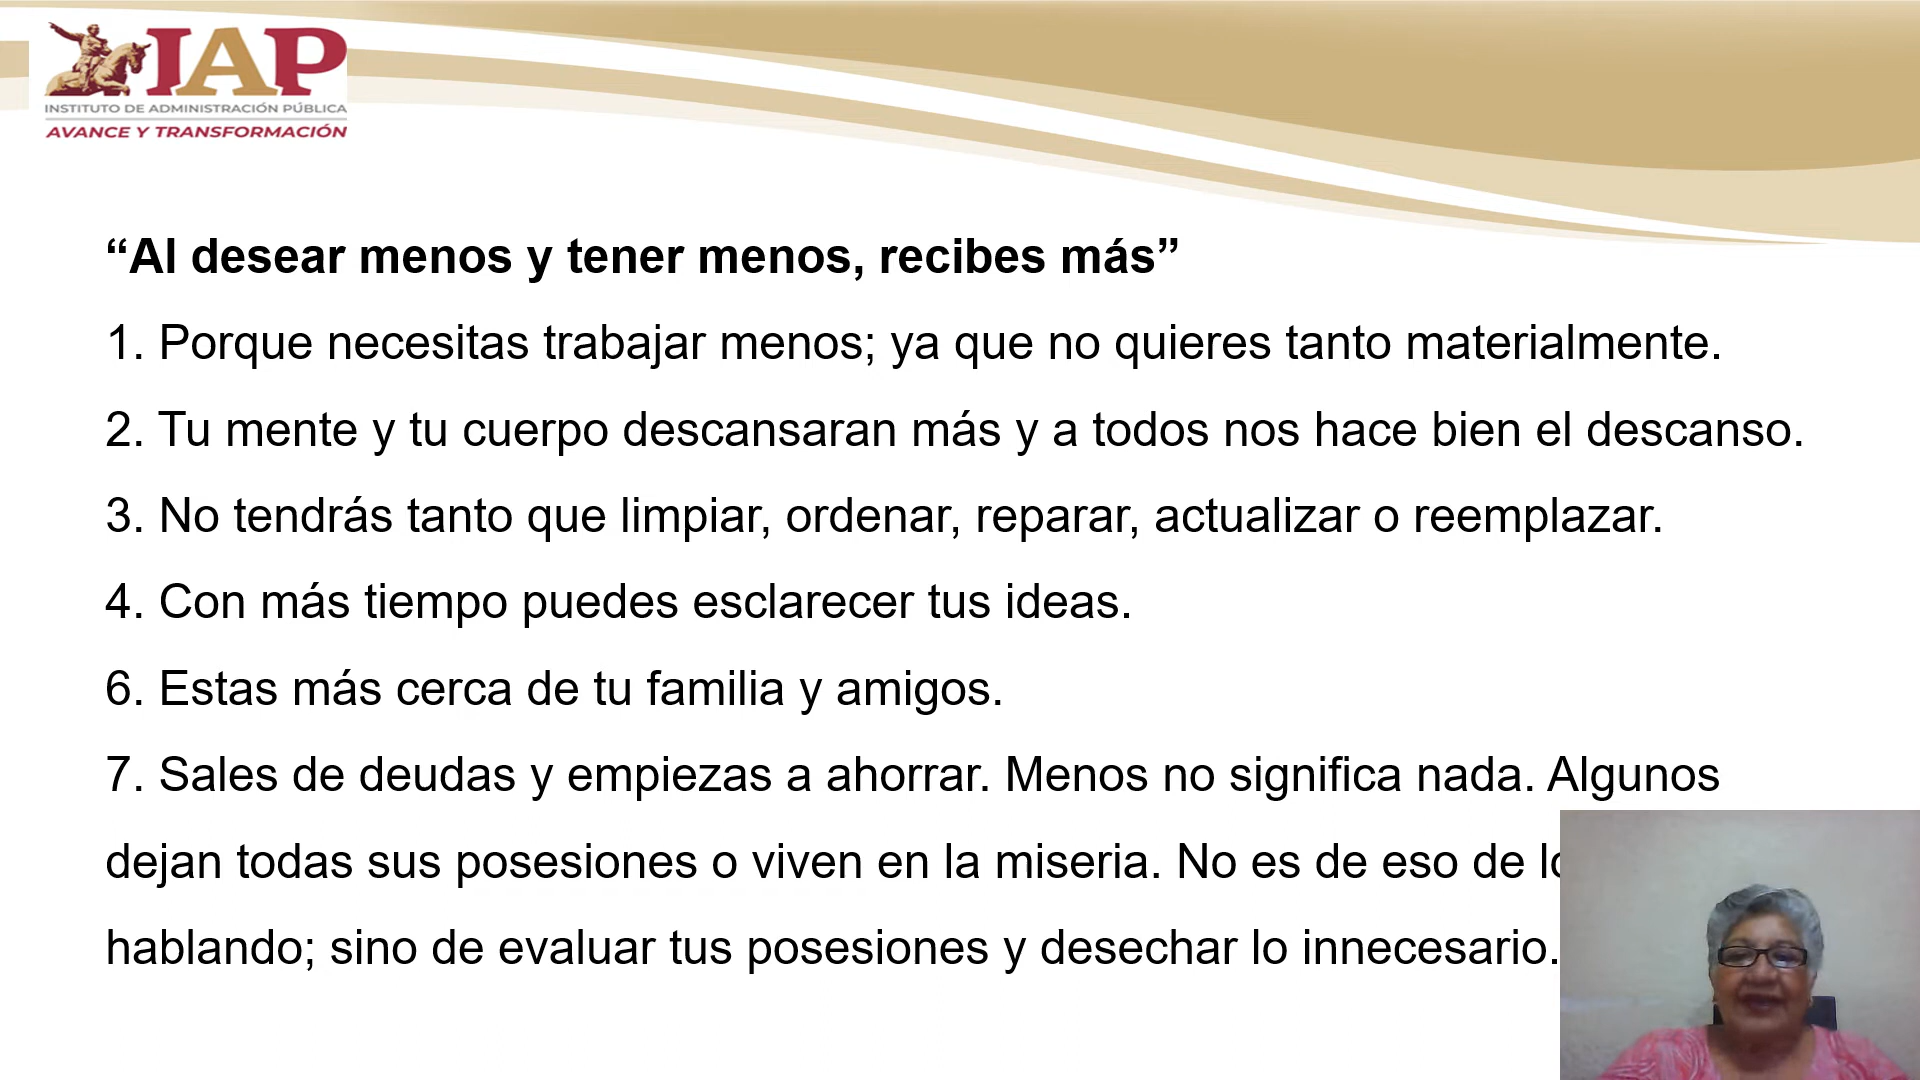 IAP
INSTITUTO DE ADMINISTRACIÓN PÚBLICA
AVANCE Y TRANSFORMACIÓN
“Al desear menos y tener menos, recibes más”
1. Porque necesitas trabajar menos; ya que no quieres tanto materialmente.
2. Tu mente y tu cuerpo descansaran más y a todos nos hace bien el descanso.
3. No tendrás tanto que limpiar, ordenar, reparar, actualizar o reemplazar.
4. Con más tiempo puedes esclarecer tus ideas.
6. Estas más cerca de tu familia y amigos.
7. Sales de deudas y empiezas a ahorrar. Menos no significa nada. Algunos
dejan todas sus posesiones o viven en la miseria. No es de eso de
hablando; sino de evaluar tus posesiones y desechar lo innecesario.